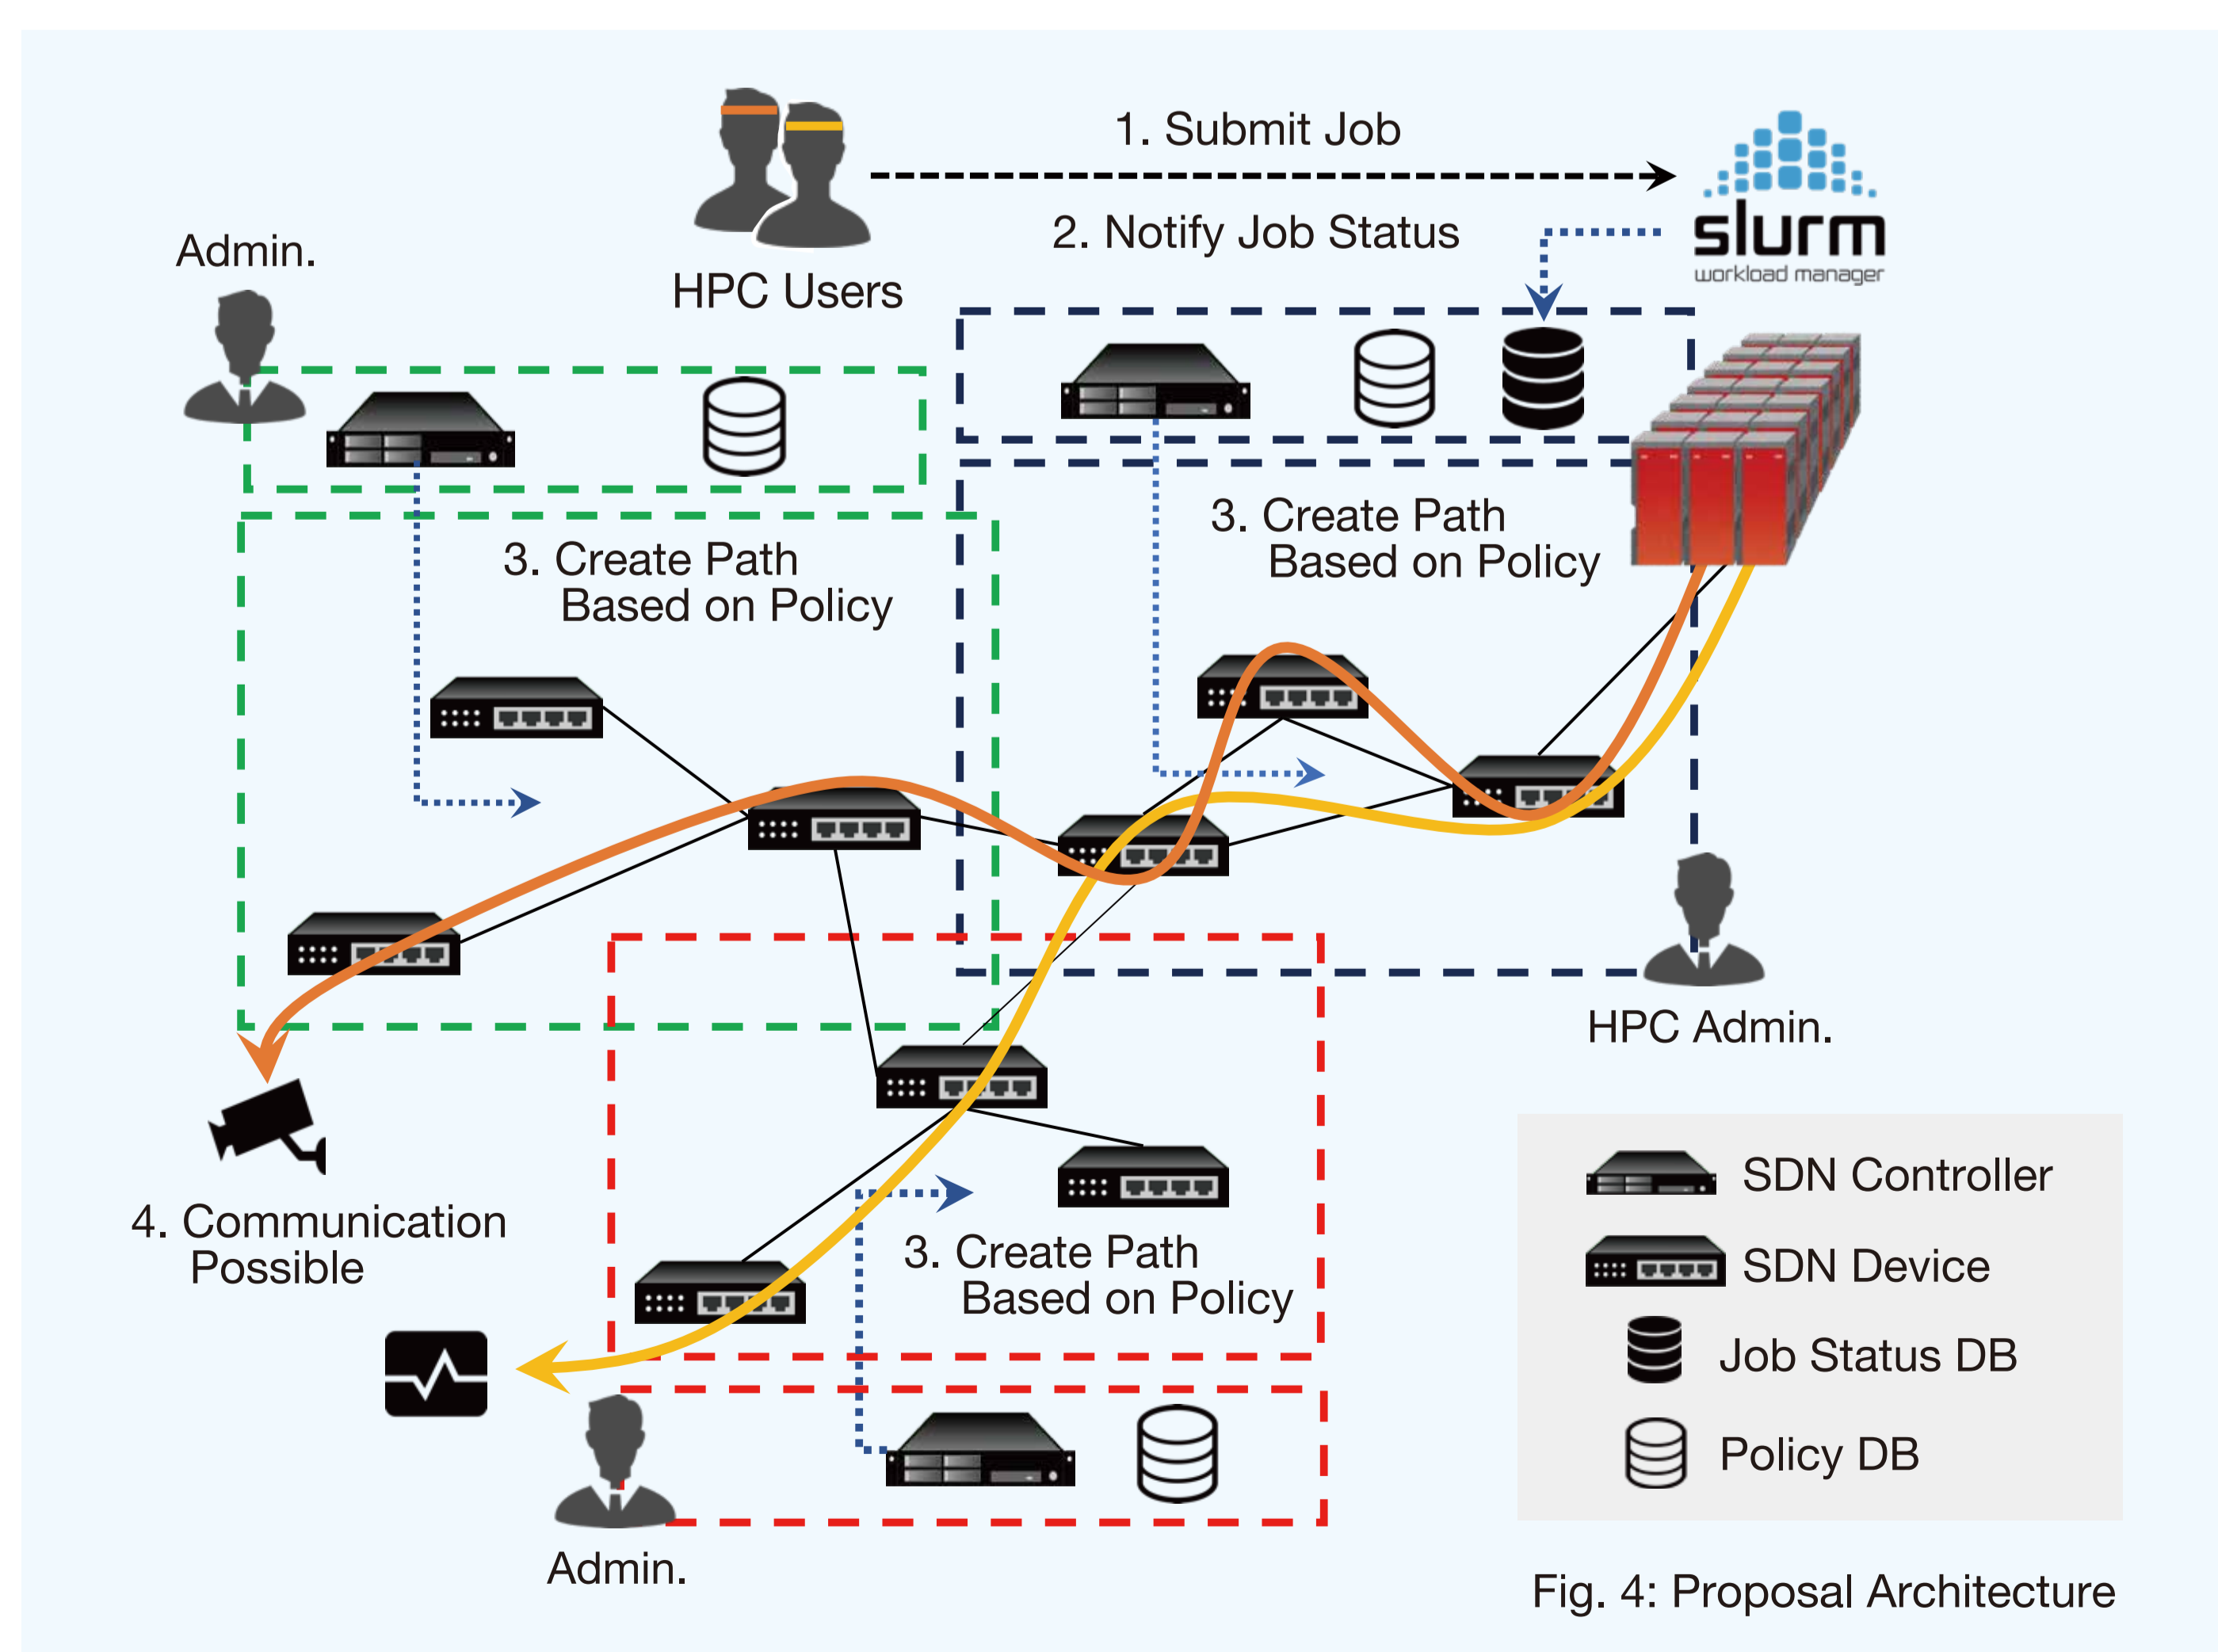 1. Submit Job
2. Notify Job Status
slurm
workload manager
HPC Users
Admin.
3. Create Path
Based on Policy
3. Create Path
Based on Policy
HPC Admin.
4. Communication
Possible
3. Create Path
Based on Policy
Admin.
SDN Controller
SDN Device
Job Status DB
Policy DB
Fig. 4: Proposal Architecture